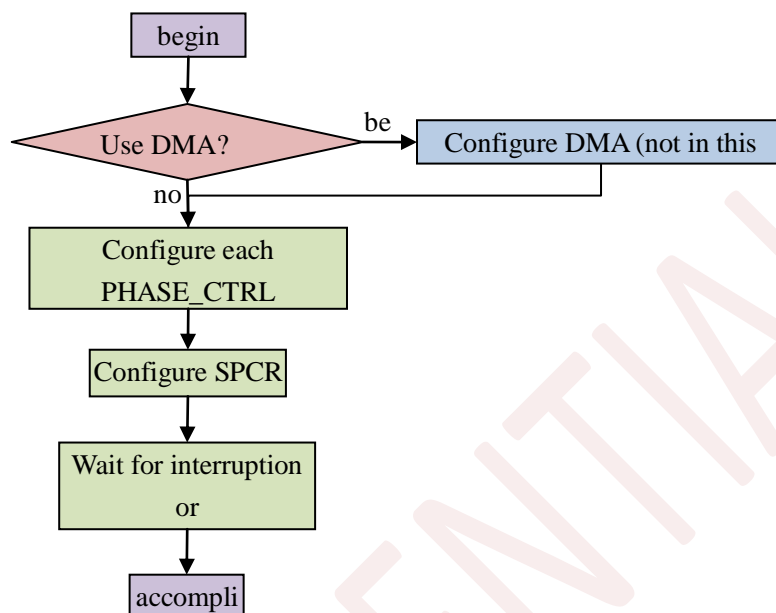 begin
Use DMA?
be
Configure DMA (not in this
no
Configure each
PHASE_CTRL
Configure SPCR
Wait for interruption
or
accompli
ENTIA